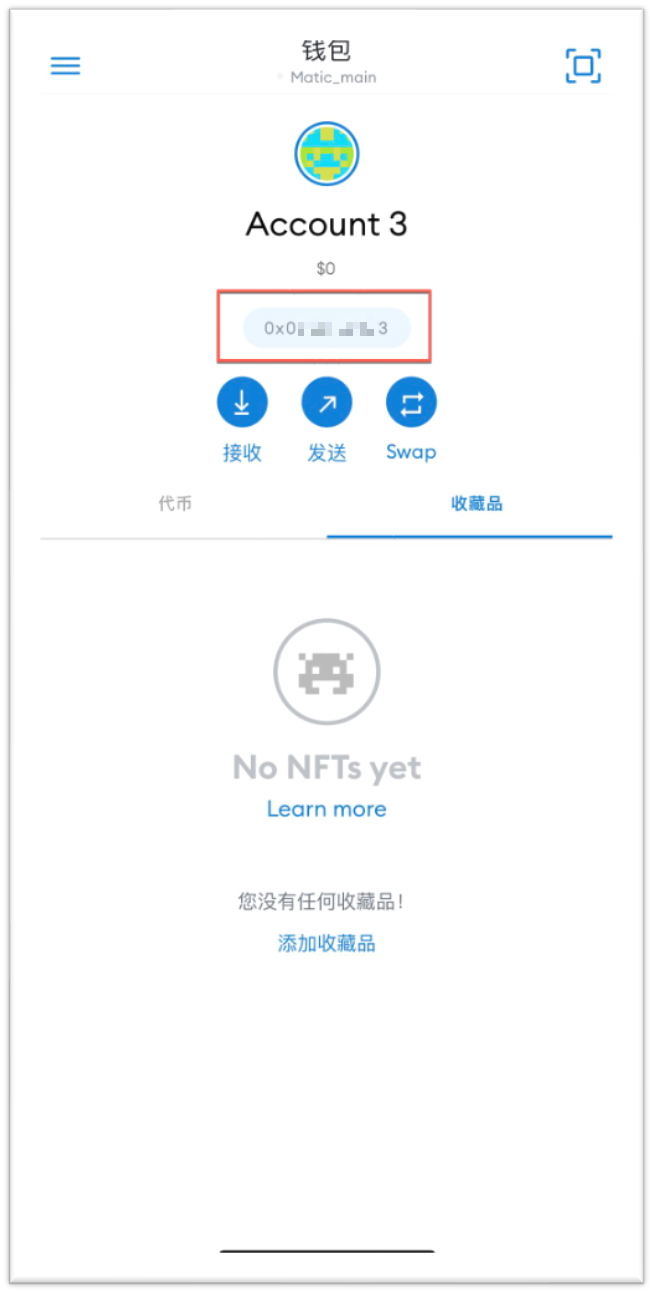 钱包
Matic_main
Account 3
$0
0x0 3
接收 发送 Swap
代币 收藏品
No NFTs yet
Learn more
您没有任何收藏品！
添加收藏品